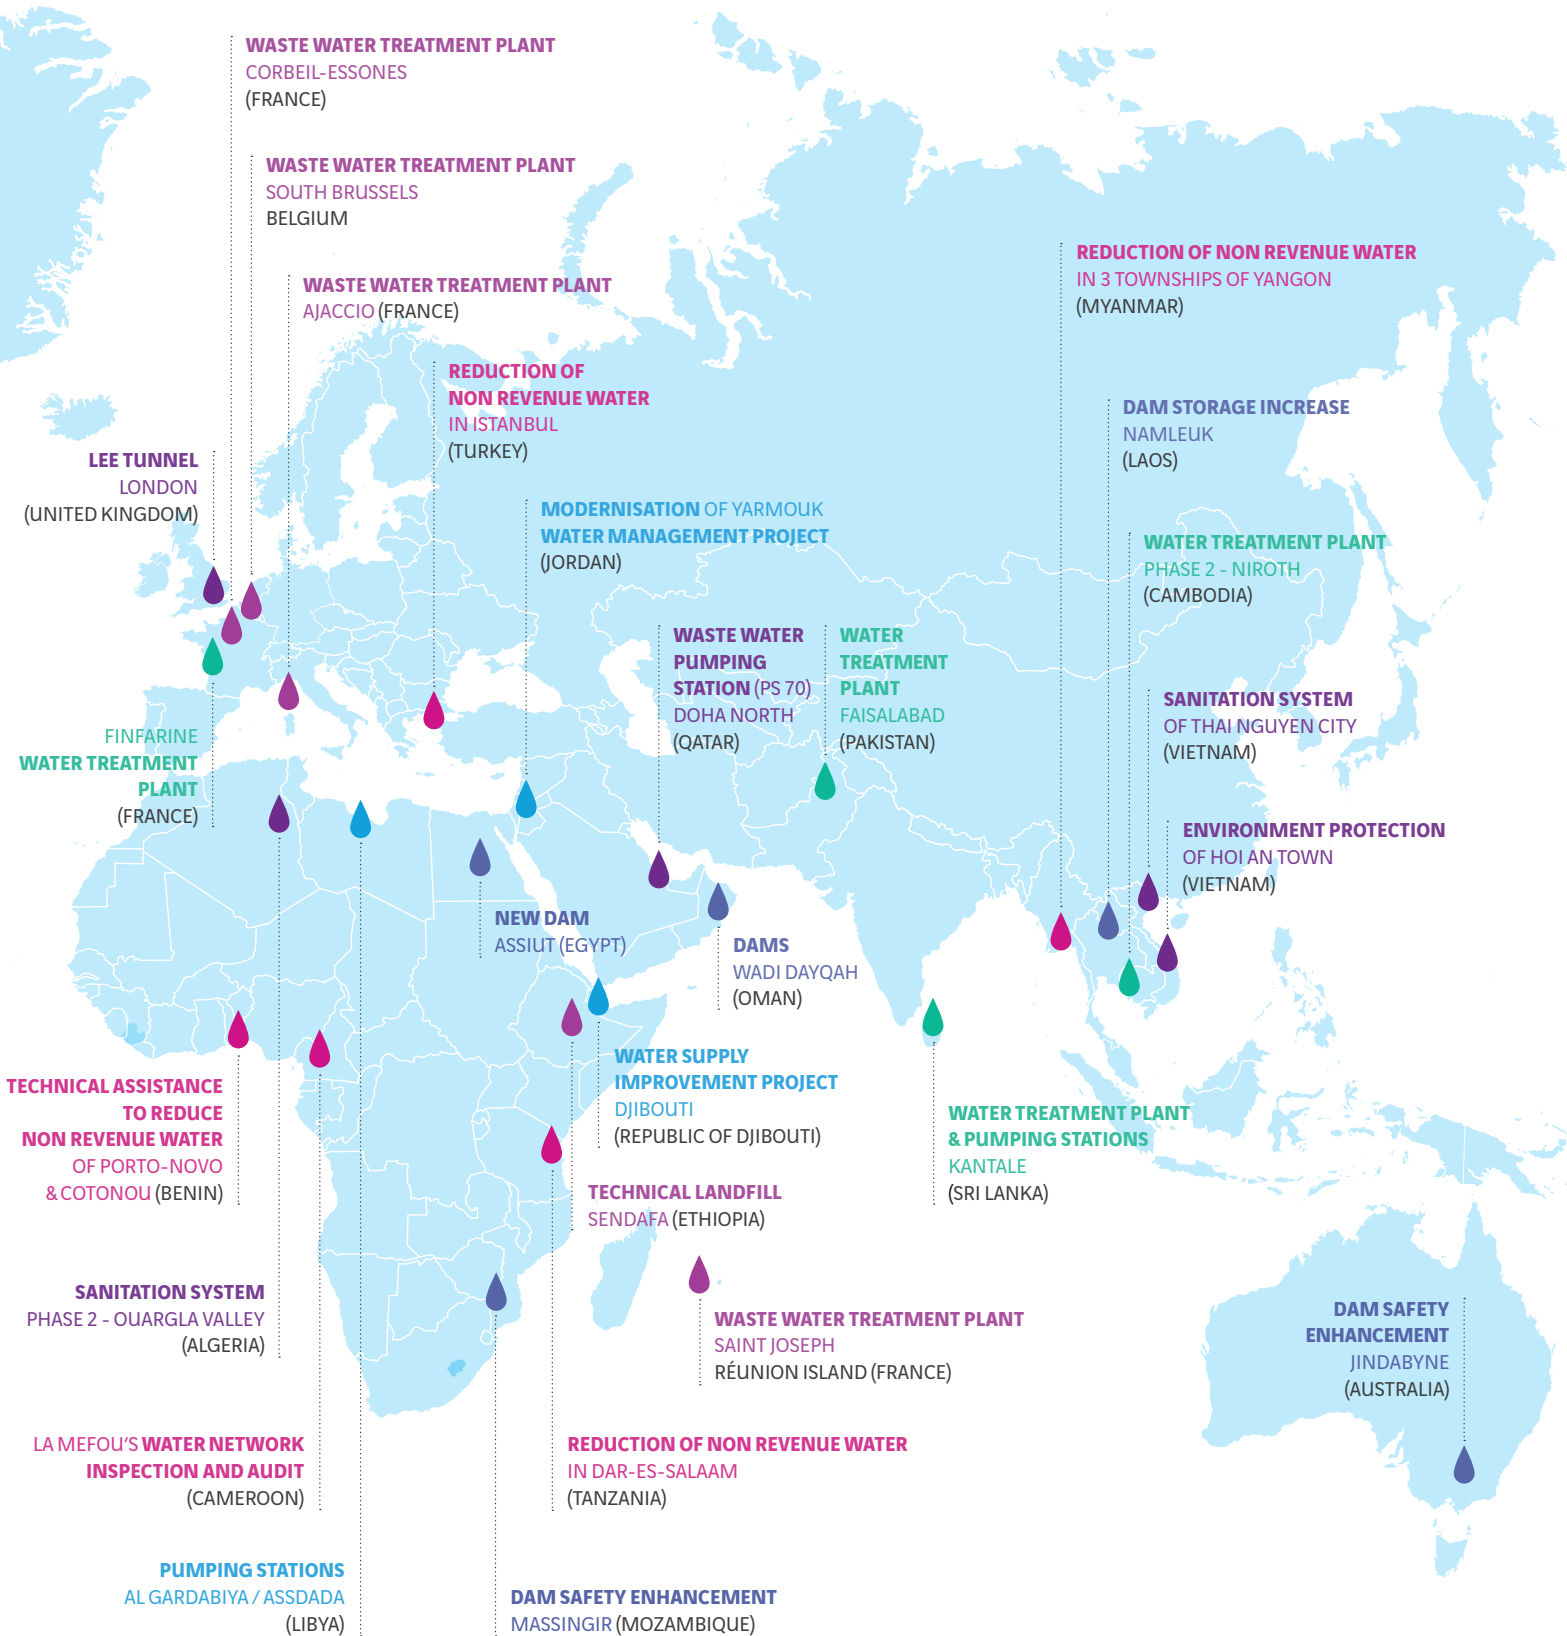 WASTE WATER TREATMENT PLANT
CORBEIL-ESSONES
(FRANCE)
WASTE WATER TREATMENT PLANT
SOUTH BRUSSELS
BELGIUM
WASTE WATER TREATMENT PLANT
AJACCIO (FRANCE)
REDUCTION OF
NON REVENUE WATER
IN ISTANBUL
(TURKEY)
REDUCTION OF NON REVENUE WATER
IN 3 TOWNSHIPS OF YANGON
(MYANMAR)
DAM STORAGE INCREASE
NAMLEUK
(LAOS)
LEE TUNNEL
LONDON
(UNITED KINGDOM)
MODERNISATION OF YARMOUK
WATER MANAGEMENT PROJECT
(JORDAN)
WATER TREATMENT PLANT
PHASE 2 - NIROTH
(CAMBODIA)
WASTE WATER
PUMPING
STATION (PS 70)
DOHA NORTH
(QATAR)
WATER
TREATMENT
PLANT
FAISALABAD
(PAKISTAN)
SANITATION SYSTEM
OF THAI NGUYEN CITY
(VIETNAM)
FINFARINE
WATER TREATMENT
PLANT
(FRANCE)
ENVIRONMENT PROTECTION
OF HOI AN TOWN
(VIETNAM)
NEW DAM
ASSIUT (EGYPT)
DAMS
WADI DAYQAH
(OMAN)
WATER SUPPLY
IMPROVEMENT PROJECT
DJIBOUTI
(REPUBLIC OF DJIBOUTI)
TECHNICAL ASSISTANCE
TO REDUCE
NON REVENUE WATER
OF PORTO-NOVO
& COTONOU (BENIN)
WATER TREATMENT PLANT
& PUMPING STATIONS
KANTALE
(SRI LANKA)
TECHNICAL LANDFILL
SENDAFA (ETHIOPIA)
SANITATION SYSTEM
PHASE 2 - OUARGLA VALLEY
(ALGERIA)
WASTE WATER TREATMENT PLANT
SAINT JOSEPH
RÉUNION ISLAND (FRANCE)
DAM SAFETY
ENHANCEMENT
JINDABYNE
(AUSTRALIA)
LA MEFOU'S WATER NETWORK
INSPECTION AND AUDIT
(CAMEROON)
REDUCTION OF NON REVENUE WATER
IN DAR-ES-SALAAM
(TANZANIA)
PUMPING STATIONS
AL GARDABIYA / ASSDADA
(LIBYA)
DAM SAFETY ENHANCEMENT
MASSINGIR (MOZAMBIQUE)